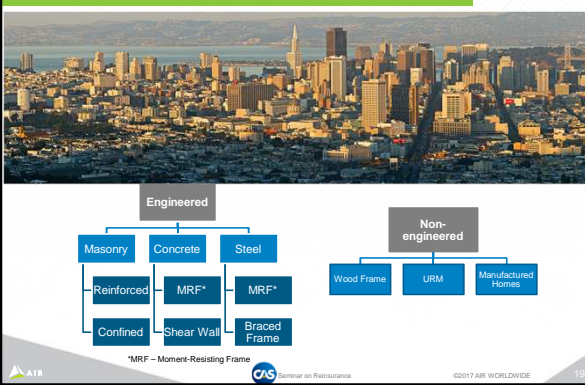 Engineered
Masonry
Concrete
Steel
Reinforced
MRF*
MRF*
Confined
Shear Wall
Braced
Frame
*MRF – Moment-Resisting Frame
Non-
engineered
Wood Frame
URM
Manufactured
Homes
AIR
CAS Seminar on Reinsurance
©2017 AIR WORLDWIDE
19